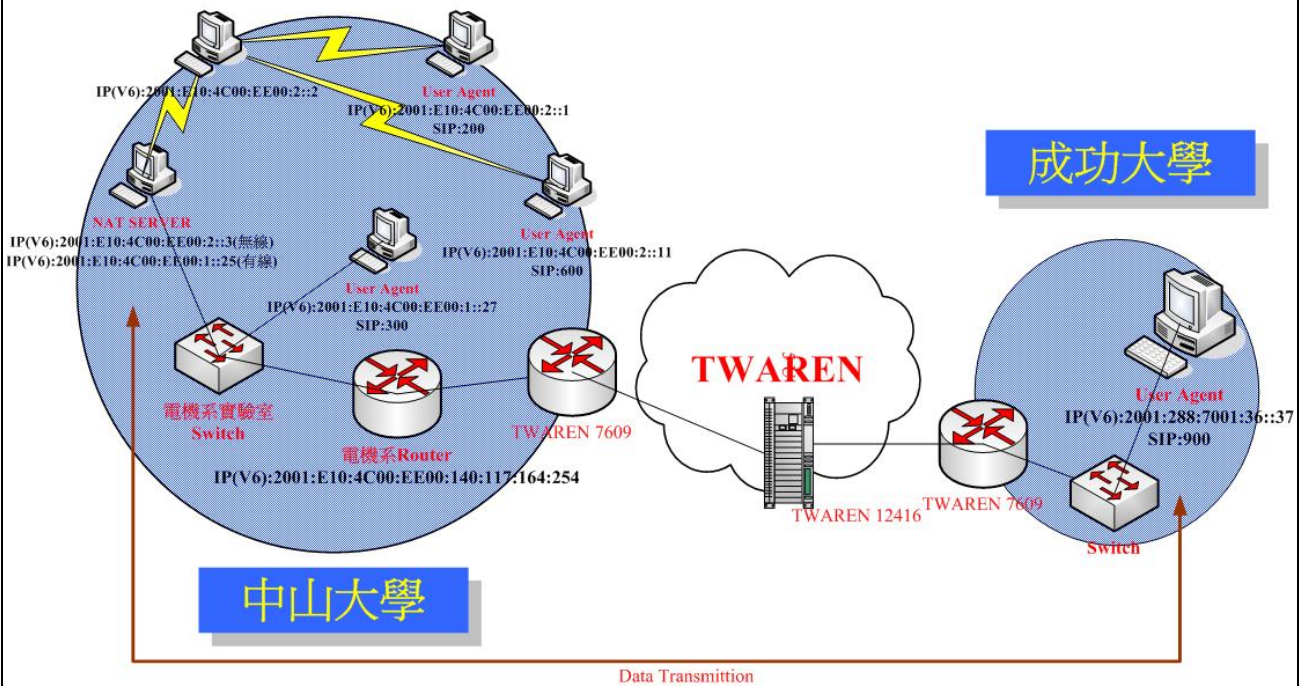 IP(V6):2001:E10:4C00:EE00:2::2
User Agent
IP(V6):2001:E10:4C00:EE00:2::1
SIP:200
NAT SERVER
IP(V6):2001:E10:4C00:EE00:2::3(無線)
IP(V6):2001:E10:4C00:EE00:1::25(有線)
User Agent
IP(V6):2001:E10:4C00:EE00:2::11
SIP:600
User Agent
IP(V6):2001:E10:4C00:EE00:1::27
SIP:300
電機系實驗室
Switch
電機系Router
IP(V6):2001:E10:4C00:EE00:140:117:164:254
TWAREN 7609
TWAREN
TWAREN 12416
TWAREN 7609
成功大學
User Agent
IP(V6):2001:288:7001:36::37
SIP:900
Switch
中山大學
Data Transmittion